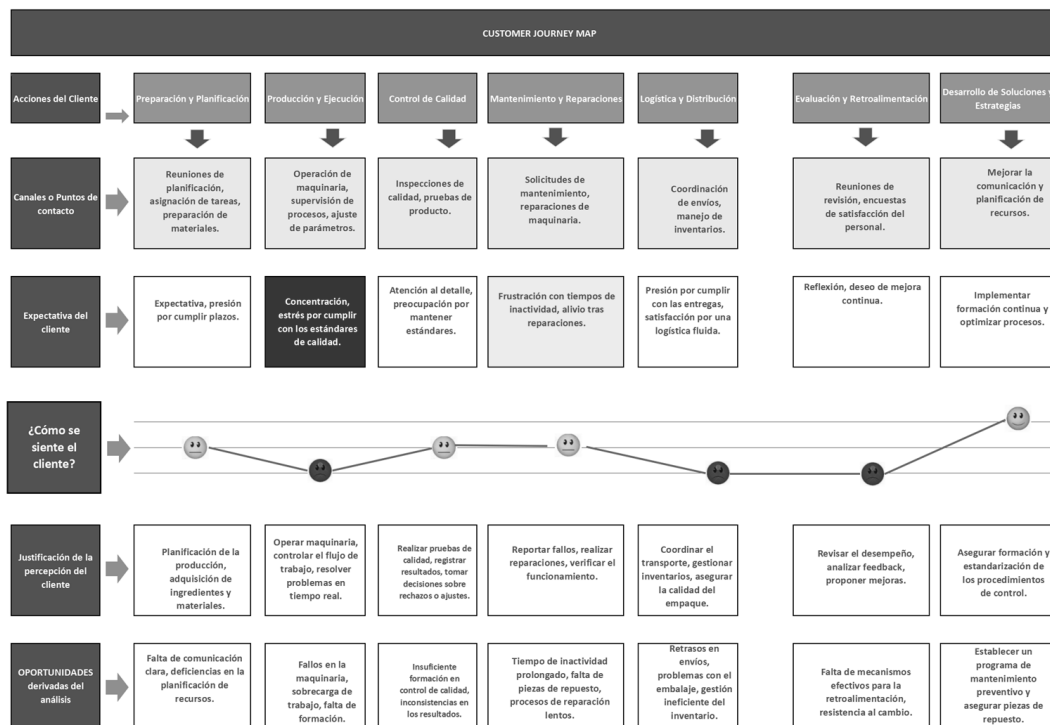 CUSTOMER JOURNEY MAP
Acciones del Cliente
Preparación y Planificación
Producción y Ejecución
Control de Calidad
Mantenimiento y Reparaciones
Logística y Distribución
Evaluación y Retroalimentación
Desarrollo de Soluciones y
Estrategias
Canales o Puntos de
contacto
Reuniones de
planificación,
asignación de tareas,
preparación de
materiales.
Operación de
maquinaria,
supervisión de
procesos, ajuste
de parámetros.
Inspecciones de
calidad, pruebas de
producto.
Solicitudes de
mantenimiento,
reparaciones de
maquinaria.
Coordinación
de envíos,
manejo de
inventarios.
Reuniones de
revisión, encuestas
de satisfacción del
personal.
Mejorar la
comunicación y
planificación de
recursos.
Expectativa del
cliente
Expectativa, presión
por cumplir plazos.
Concentración,
estrés por cumplir
con los estándares
de calidad.
Atención al detalle,
preocupación por
mantener
estándares.
Frustración con tiempos de
inactividad, alivio tras
reparaciones.
Presión por cumplir
con las entregas,
satisfacción por una
logística fluida.
Reflexión, deseo de mejora
continua.
Implementar
formación continua y
optimizar procesos.
¿Cómo se
siente el
cliente?
Justificación de la
percepción del
cliente
Planificación de la
producción,
adquisición de
ingredientes y
materiales.
Operar maquinaria,
controlar el flujo de
trabajo, resolver
problemas en
tiempo real.
Realizar pruebas de
calidad, registrar
resultados, tomar
decisiones sobre
rechazos o ajustes.
Reportar fallos, realizar
reparaciones, verificar el
funcionamiento.
Coordinar el
transporte, gestionar
inventarios, asegurar
la calidad del
empaque.
Revisar el desempeño,
analizar feedback,
proponer mejoras.
Asegurar formación y
estandarización de
los procedimientos
de control.
OPORTUNIDADES
derivadas del
análisis
Falta de comunicación
clara, deficiencias en la
planificación de
recursos.
Fallos en la
maquinaria,
sobrecarga de
trabajo, falta de
formación.
Insuficiente
formación en
control de calidad,
inconsistencias en
los resultados.
Tiempo de inactividad
prolongado, falta de
piezas de repuesto,
procesos de reparación
lentos.
Retrasos en
envíos,
problemas con el
embalaje, gestión
ineficiente del
inventario.
Falta de mecanismos
efectivos para la
retroalimentación,
resistencia al cambio.
Establecer un
programa de
mantenimiento
preventivo y
asegurar piezas de
repuesto.